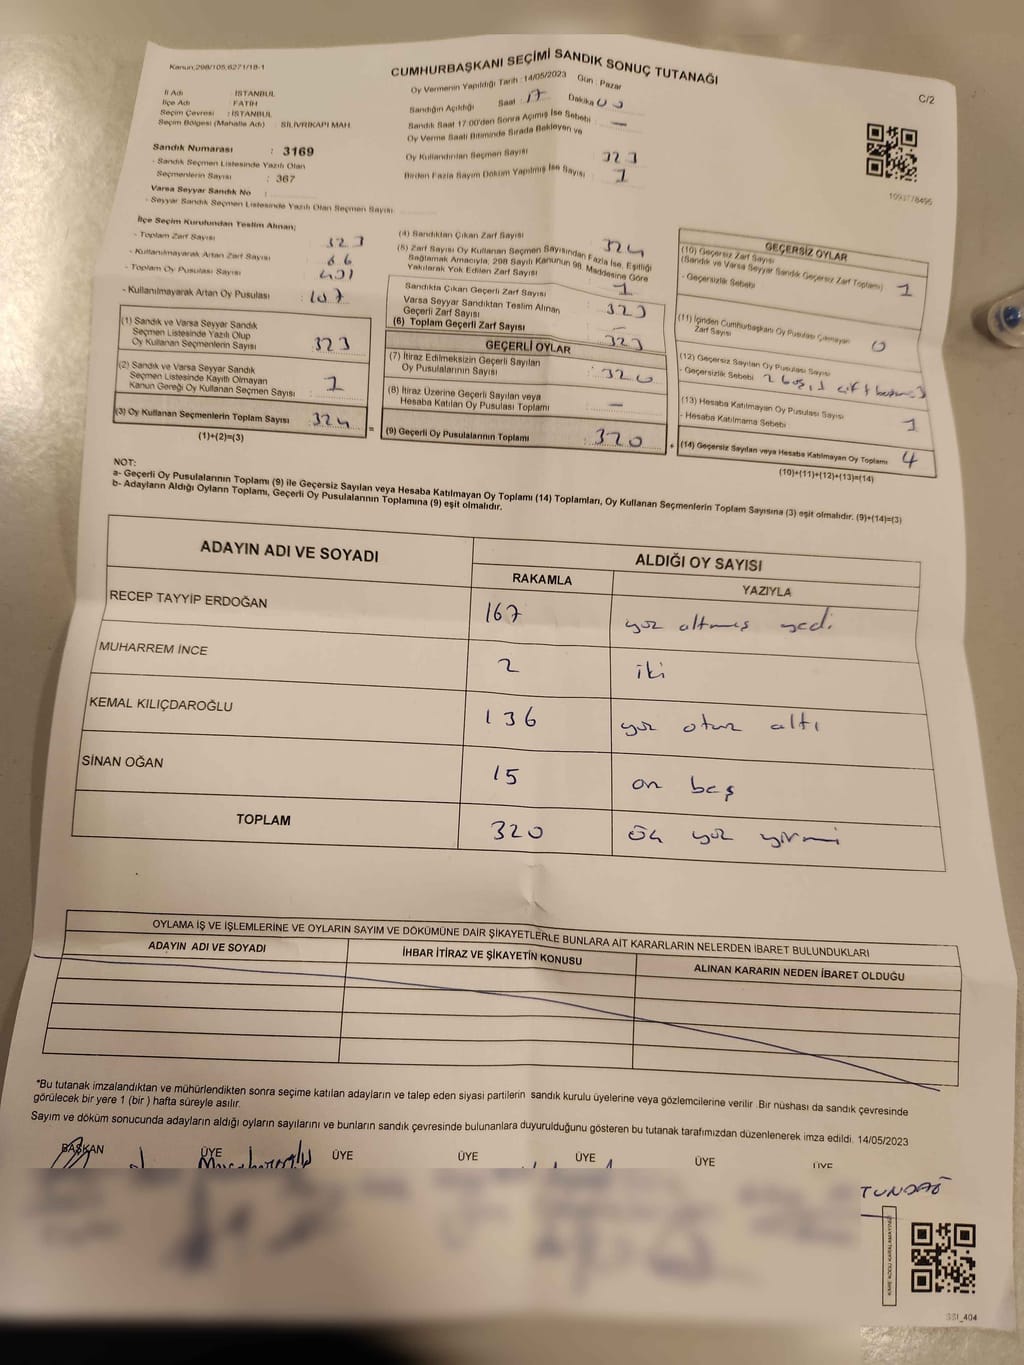 Kanun:298/105;6271/18-1
CUMHURBAŞKANI SEÇİMİ SANDIK SONUÇ TUTANAĞI
C/2
Oy Vermenin Yapıldığı Tarih : 14/05/2023 Gün : Pazar
İl Adı : İSTANBUL
İlçe Adı : FATİH
Seçim Çevresi : İSTANBUL
Seçim Bölgesi (Mahalle Adı) : SİLİVRİKAPI MAH.
Sandık Numarası : 3169
- Sandık Seçmen Listesinde Yazılı Olan
Seçmenlerin Sayısı : 367
Varsa Seyyar Sandık No :
- Seyyar Sandık Seçmen Listesinde Yazılı Olan Seçmen Sayısı
Sandığın Açıldığı Saat : 17 Dakika 00
Sandık Saat 17.00'den Sonra Açımış İse Sebebi : —
Oy Verme Saati Bitiminde Sırada Bekleyen ve
Oy Kullandırılan Seçmen Sayısı 323
Birden Fazla Sayım Döküm Yapılmış İse Sayısı : 1
1093778495
İlçe Seçim Kurulundan Teslim Alınan;
- Toplam Zarf Sayısı 323
- Kullanılmayarak Artan Zarf Sayısı : 66
- Toplam Oy Pusulası Sayısı : 431
- Kullanılmayarak Artan Oy Pusulası : 107
(1) Sandık ve Varsa Seyyar Sandık
Seçmen Listesinde Yazılı Olup
Oy Kullanan Seçmenlerin Sayısı : 323
(2) Sandık ve Varsa Seyyar Sandık
Seçmen Listesinde Kayıtlı Olmayan
Kanun Gereği Oy Kullanan Seçmen Sayısı : 1
(3) Oy Kullanan Seçmenlerin Toplam Sayısı : 324
(1)+(2)=(3)
(4) Sandıktan Çıkan Zarf Sayısı 324
(5) Zarf Sayısı Oy Kullanan Seçmen Sayısından Fazla İse, Eşitliği
Sağlamak Amacıyla, 298 Sayılı Kanunun 98. Maddesine Göre
Yakılarak Yok Edilen Zarf Sayısı : 1
Sandıkta Çıkan Geçerli Zarf Sayısı : 323
Varsa Seyyar Sandıktan Teslim Alınan
Geçerli Zarf Sayısı : —
(6) Toplam Geçerli Zarf Sayısı : 323
GEÇERLİ OYLAR
(7) İtiraz Edilmeksizin Geçerli Sayılan
Oy Pusulalarının Sayısı : 320
(8) İtiraz Üzerine Geçerli Sayılan veya
Hesaba Katılan Oy Pusulası Toplamı : —
(9) Geçerli Oy Pusulalarının Toplamı : 320
GEÇERSİZ OYLAR
(10) Geçersiz Zarf Sayısı
(Sandık ve Varsa Seyyar Sandık Geçersiz Zarf Toplamı) 1
- Geçersizlik Sebebi :
(11) İçinden Cumhurbaşkanı Oy Pusulası Çıkmayan
Zarf Sayısı 0
(12) Geçersiz Sayılan Oy Pusulası Sayısı
- Geçersizlik Sebebi : 2 boş, 1 çift 3
(13) Hesaba Katılmayan Oy Pusulası Sayısı 1
- Hesaba Katılmama Sebebi :
+ (14) Geçersiz Sayılan veya Hesaba Katılmayan Oy Toplamı 4
(10)+(11)+(12)+(13)=(14)
NOT:
a- Geçerli Oy Pusulalarının Toplamı (9) ile Geçersiz Sayılan veya Hesaba Katılmayan Oy Toplamı (14) Toplamları, Oy Kullanan Seçmenlerin Toplam Sayısına (3) eşit olmalıdır. (9)+(14)=(3)
b- Adayların Aldığı Oyların Toplamı, Geçerli Oy Pusulalarının Toplamına (9) eşit olmalıdır.
ADAYIN ADI VE SOYADI ALDIĞI OY SAYISI
RAKAMLA YAZIYLA
RECEP TAYYİP ERDOĞAN 167 yüz altmış yedi
MUHARREM İNCE 2 iki
KEMAL KILIÇDAROĞLU 136 yüz otuz altı
SİNAN OĞAN 15 on beş
TOPLAM 320 üç yüz yirmi
OYLAMA İŞ VE İŞLEMLERİNE VE OYLARIN SAYIM VE DÖKÜMÜNE DAİR ŞİKAYETLERLE BUNLARA AİT KARARLARIN NELERDEN İBARET BULUNDUKLARI
ADAYIN ADI VE SOYADI İHBAR İTİRAZ VE ŞİKAYETİN KONUSU ALINAN KARARIN NEDEN İBARET OLDUĞU
*Bu tutanak imzalandıktan ve mühürlendikten sonra seçime katılan adayların ve talep eden siyasi partilerin sandık kurulu üyelerine veya gözlemcilerine verilir .Bir nüshası da sandık çevresinde
görülecek bir yere 1 (bir ) hafta süreyle asılır.
Sayım ve döküm sonucunda adayların aldığı oyların sayılarını ve bunların sandık çevresinde bulunanlara duyurulduğunu gösteren bu tutanak tarafımızdan düzenlenerek imza edildi. 14/05/2023
BAŞKAN ÜYE ÜYE ÜYE ÜYE ÜYE ÜYE
TUNDAĞ
KARE KODU KARALAMAYINIZ
SSI_404